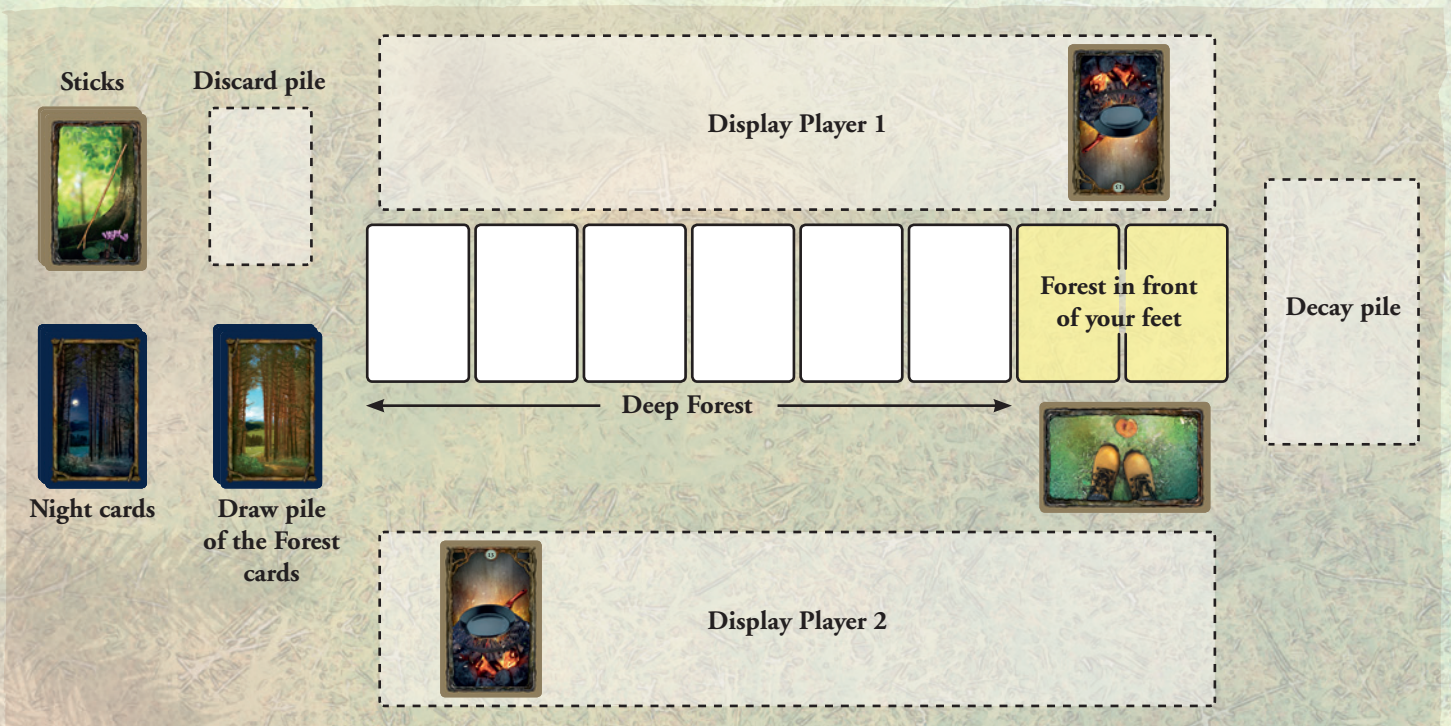 Sticks
Discard pile
Display Player 1
Forest in front
of your feet
Decay pile
Deep Forest
Night cards
Draw pile
of the Forest
cards
Display Player 2